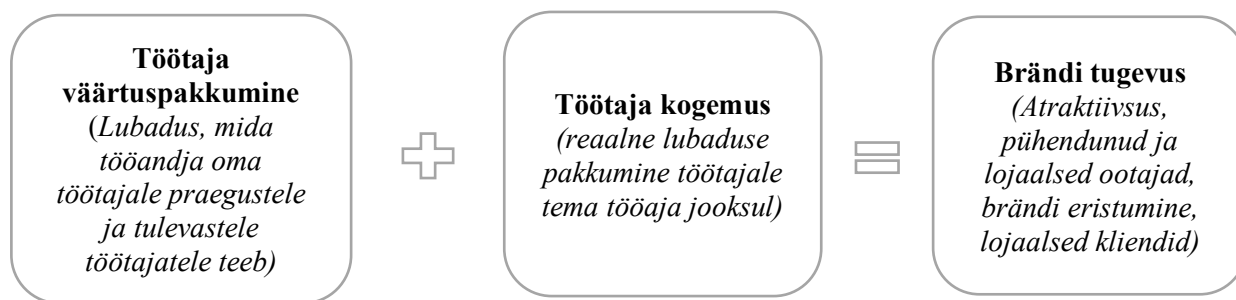 Töötaja
väärtuspakkumine
(Lubadus, mida
tööandja oma
töötajale praegustele
ja tulevastele
töötajatele teeb)
Töötaja kogemus
(reaalne lubaduse
pakkumine töötajale
tema tööaja jooksul)
Brändi tugevus
(Atraktiivsus,
pühendunud ja
lojaalsed ootajad,
brändi eristumine,
lojaalsed kliendid)